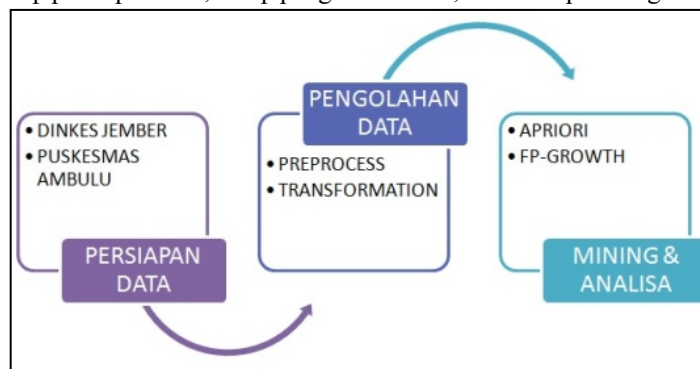 • DINKES JEMBER
• PUSKESMAS
AMBULU
PERSIAPAN
DATA
PENGOLAHAN
DATA
• PREPROCESS
• TRANSFORMATION
• APRIORI
• FP-GROWTH
MINING &
ANALISA